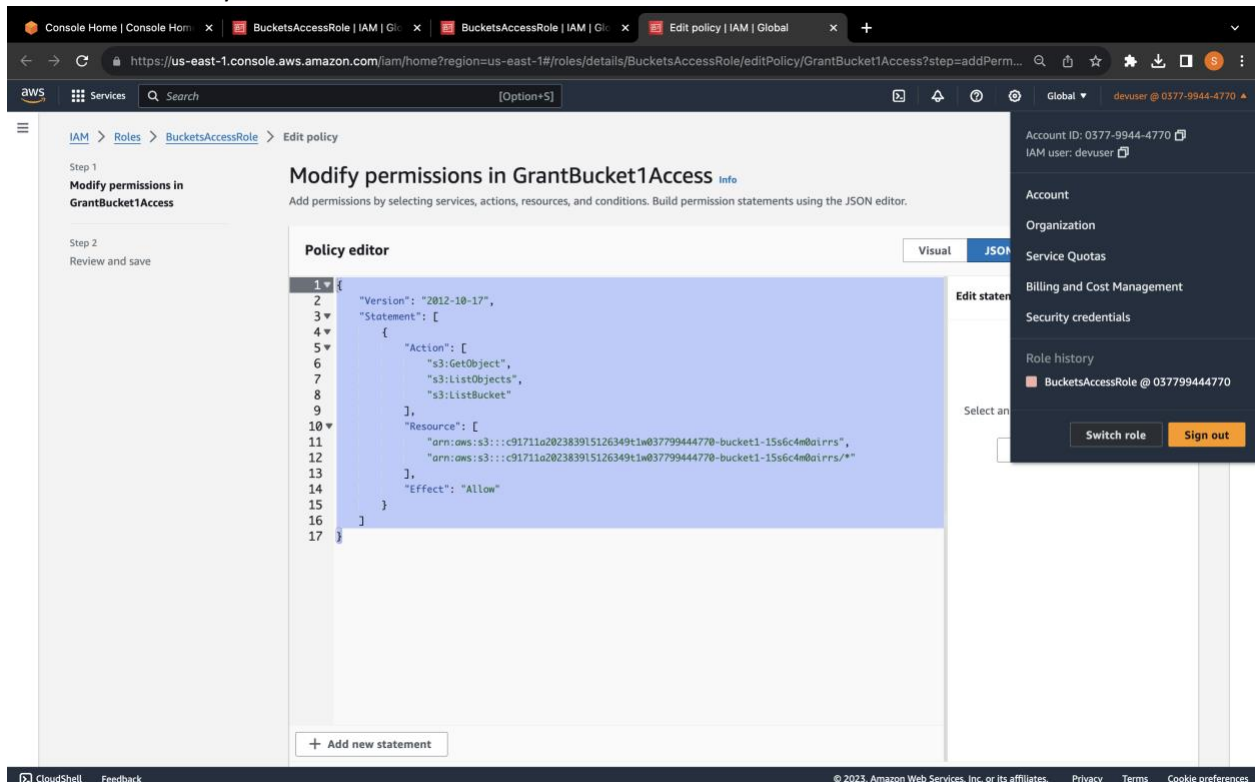 Console Home | Console Hom
BucketsAccessRole | IAM | Glo
BucketsAccessRole | IAM | Glo
Edit policy | IAM | Global
https://us-east-1.console.aws.amazon.com/iam/home?region=us-east-1#/roles/details/BucketsAccessRole/editPolicy/GrantBucket1Access?step=addPerm...
S
aws
Services
Search
[Option+S]
Global
devuser @ 0377-9944-4770
IAM > Roles > BucketsAccessRole > Edit policy
Step 1
Modify permissions in
GrantBucket1Access
Step 2
Review and save
Modify permissions in GrantBucket1Access Info
Add permissions by selecting services, actions, resources, and conditions. Build permission statements using the JSON editor.
Policy editor
Visual
JSON
1 {
2 "Version": "2012-10-17",
3 "Statement": [
4 {
5 "Action": [
6 "s3:GetObject",
7 "s3:ListObjects",
8 "s3:ListBucket"
9 ],
10 "Resource": [
11 "arn:aws:s3:::c91711a2023839l5126349t1w037799444770-bucket1-15s6c4m0airrs",
12 "arn:aws:s3:::c91711a2023839l5126349t1w037799444770-bucket1-15s6c4m0airrs/*"
13 ],
14 "Effect": "Allow"
15 }
16 ]
17 }
+ Add new statement
Edit statem
Select an
Account ID: 0377-9944-4770
IAM user: devuser
Account
Organization
Service Quotas
Billing and Cost Management
Security credentials
Role history
BucketsAccessRole @ 037799444770
Switch role
Sign out
CloudShell
Feedback
© 2023, Amazon Web Services, Inc. or its affiliates.
Privacy
Terms
Cookie preferences